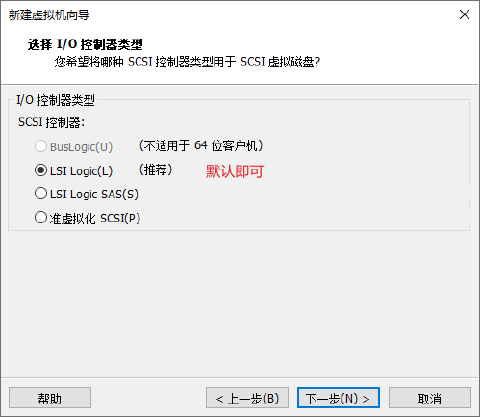 新建虚拟机向导
选择 I/O 控制器类型
您希望将哪种 SCSI 控制器类型用于 SCSI 虚拟磁盘?
I/O 控制器类型
SCSI 控制器:
BusLogic(U) (不适用于 64 位客户机)
LSI Logic(L) (推荐) 默认即可
LSI Logic SAS(S)
准虚拟化 SCSI(P)
帮助 < 上一步(B) 下一步(N) > 取消